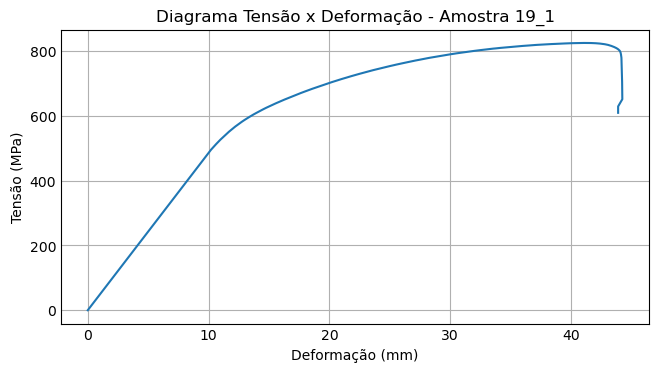 Diagrama Tensão x Deformação - Amostra 19_1
Tensão (MPa)
800
600
400
200
0
0 10 20 30 40
Deformação (mm)